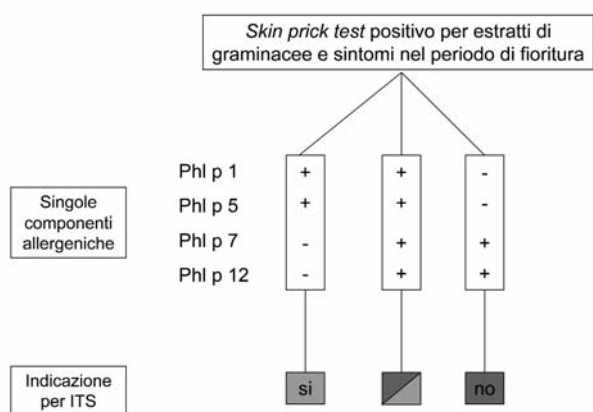 Skin prick test positivo per estratti di
graminacee e sintomi nel periodo di fioritura
Phl p 1 + + -
Singole
componenti
allergeniche
Phl p 5 + + -
Phl p 7 - + +
Phl p 12 - + +
Indicazione
per ITS
si no